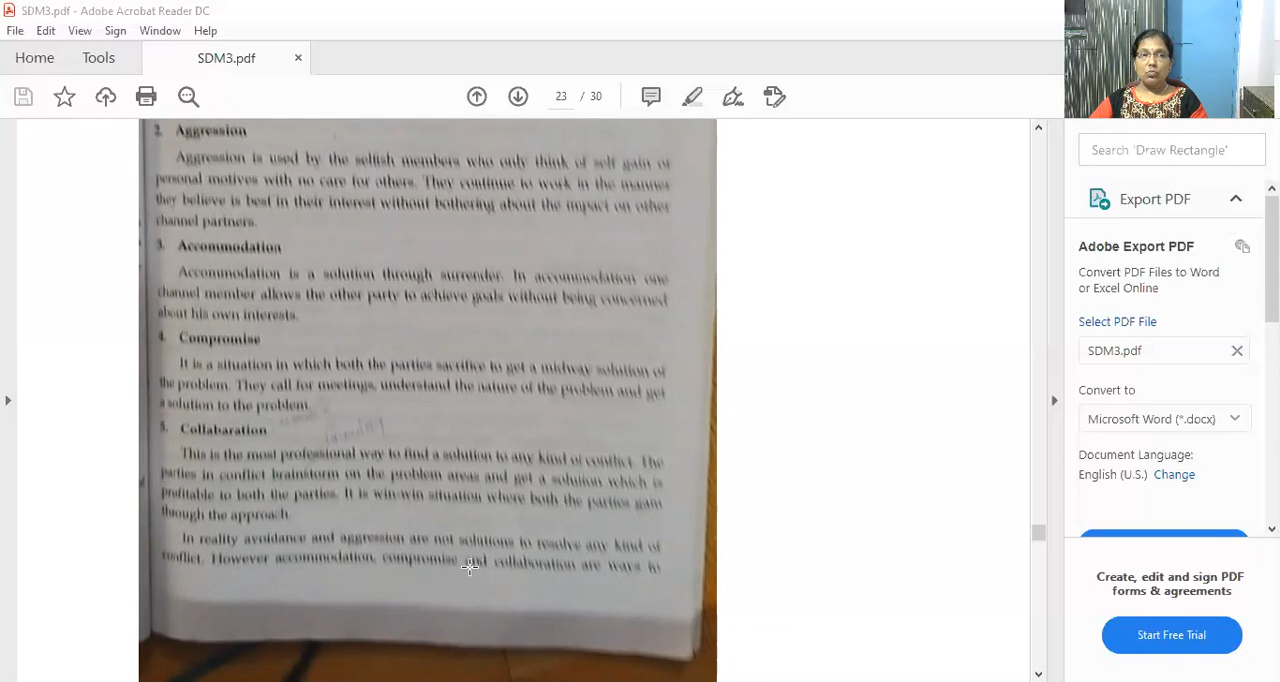 SDM3.pdf - Adobe Acrobat Reader DC
File Edit View Sign Window Help
Home Tools SDM3.pdf ×
23 / 30
2. Aggression
Aggression is used by the selfish members who only think of self gain or
personal motives with no care for others. They continue to work in the manner
they believe is best in their interest without bothering about the impact on other
channel partners.
3. Accommodation
Accommodation is a solution through surrender. In accommodation one
channel member allows the other party to achieve goals without being concerned
about his own interests.
4. Compromise
It is a situation in which both the parties sacrifice to get a midway solution of
the problem. They call for meetings, understand the nature of the problem and get
a solution to the problem.
5. Collabaration
This is the most professional way to find a solution to any kind of conflict. The
parties in conflict brainstorm on the problem areas and get a solution which is
profitable to both the parties. It is win-win situation where both the parties gain
through the approach.
In reality avoidance and aggression are not solutions to resolve any kind of
conflict. However accommodation, compromise and collaboration are ways to
Search 'Draw Rectangle'
Export PDF
Adobe Export PDF
Convert PDF Files to Word
or Excel Online
Select PDF File
SDM3.pdf
Convert to
Microsoft Word (*.docx)
Document Language:
English (U.S.) Change
Create, edit and sign PDF
forms & agreements
Start Free Trial